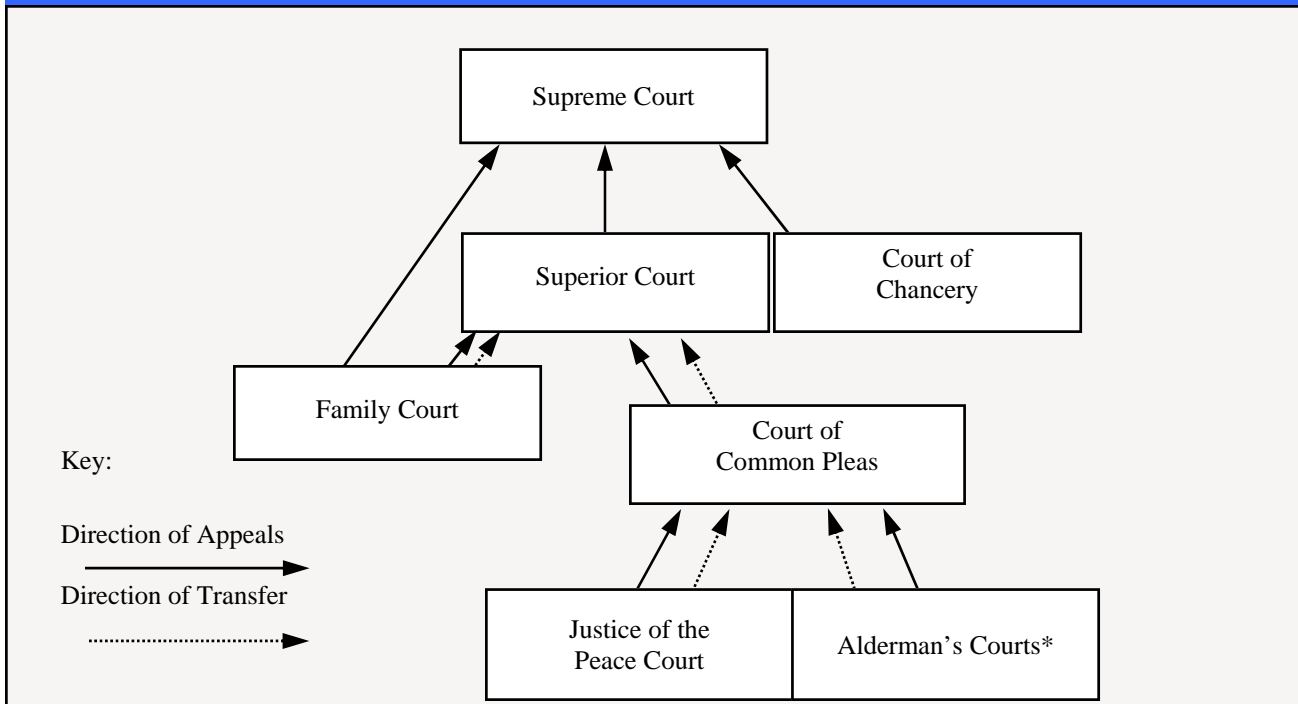 Supreme Court
Superior Court
Court of
Chancery
Family Court
Court of
Common Pleas
Key:
Direction of Appeals
Direction of Transfer
Justice of the
Peace Court
Alderman’s Courts*